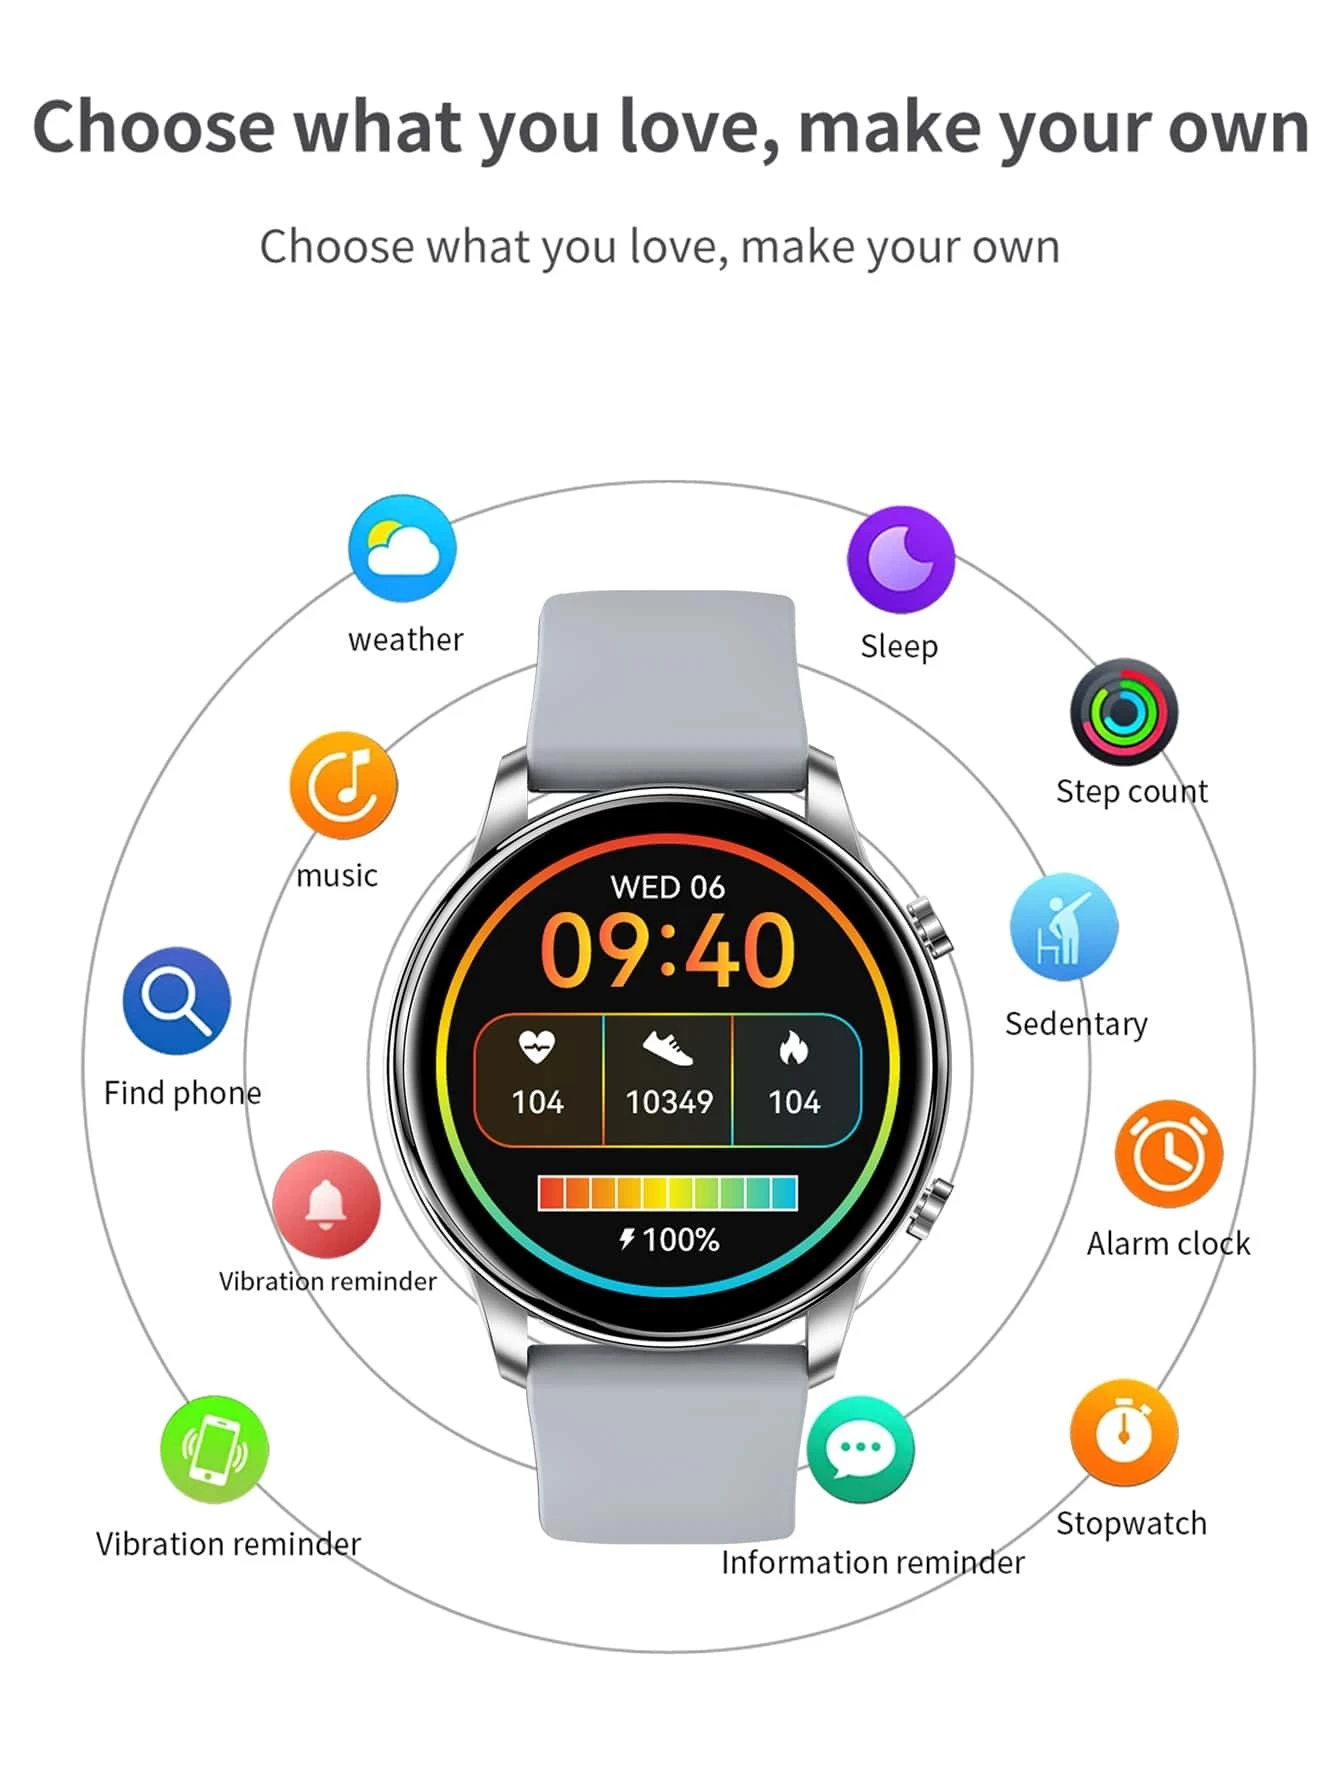 Choose what you love, make your own
Choose what you love, make your own
weather
Sleep
Step count
music
WED 06
09:40
Sedentary
104
10349
104
Find phone
100%
Alarm clock
Vibration reminder
Stopwatch
Vibration reminder
Information reminder